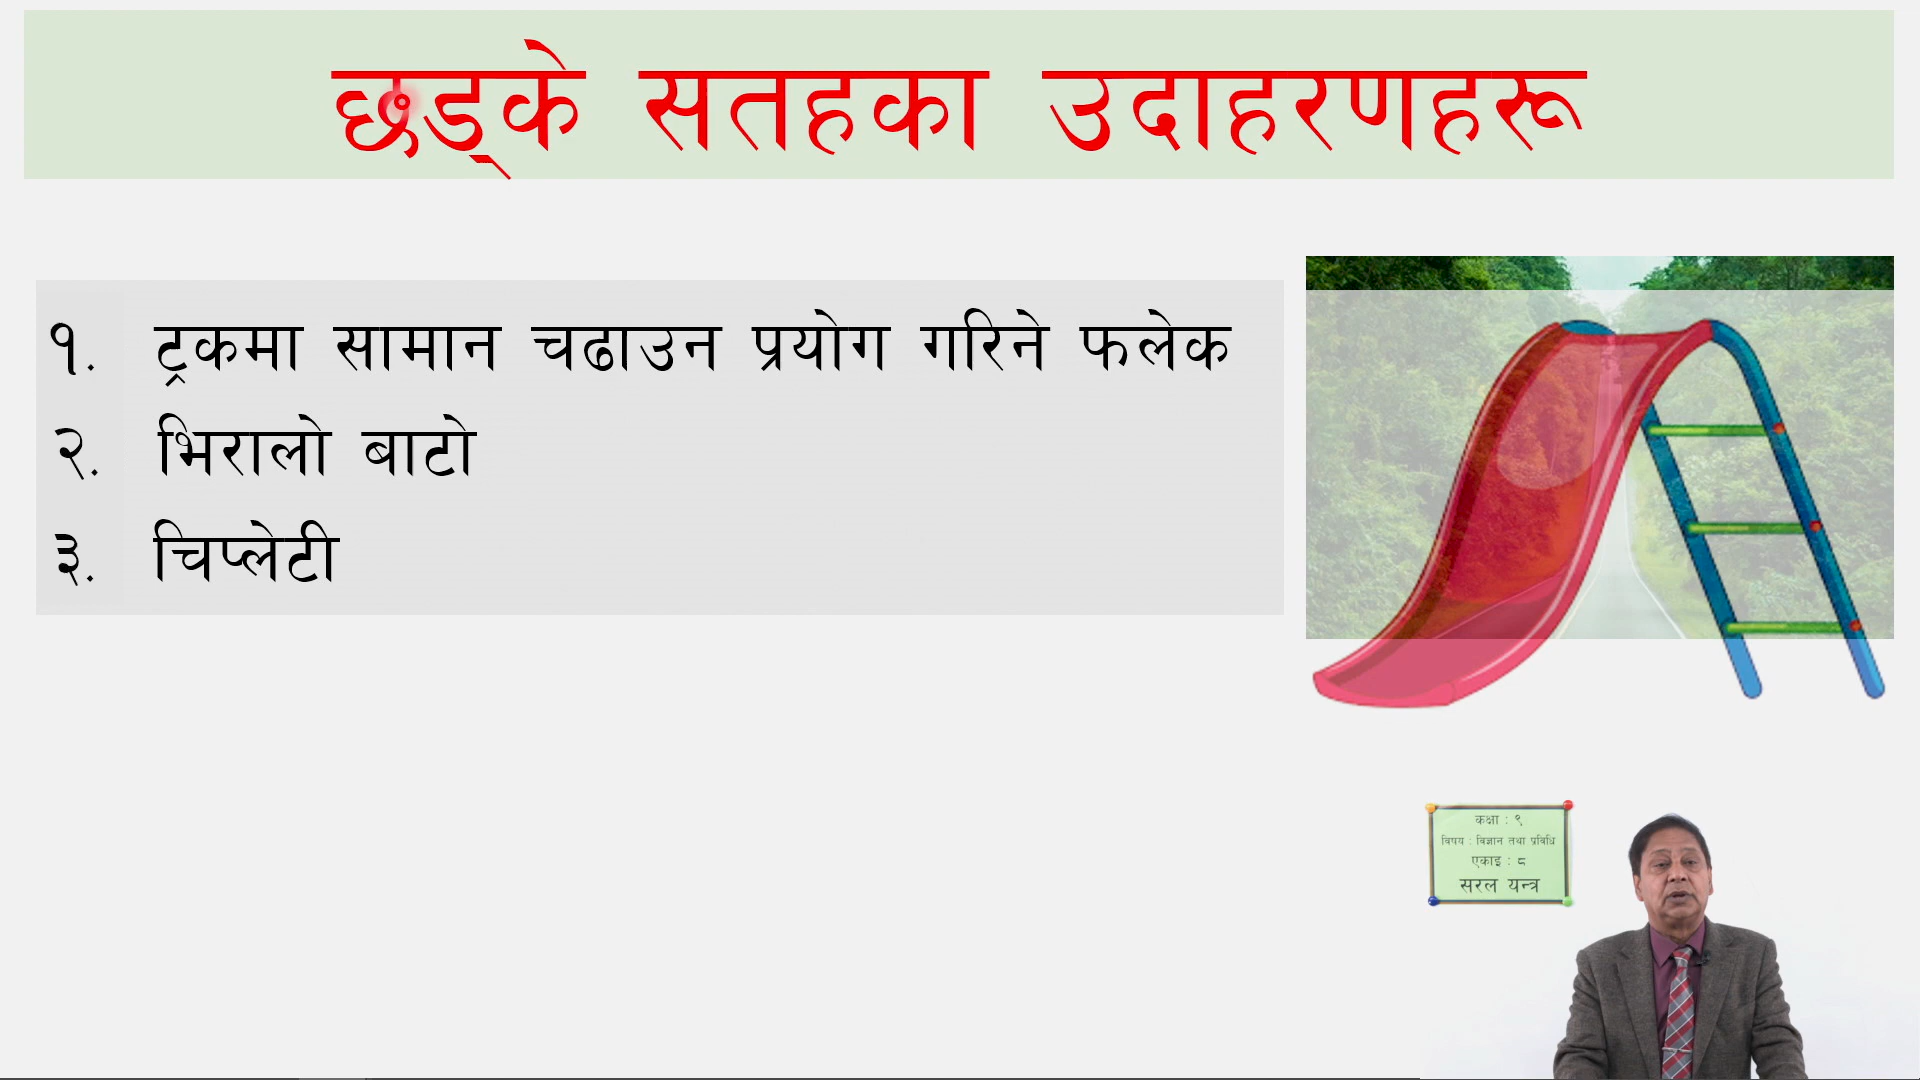 छड्के सतहका उदाहरणहरू
१. ट्रकमा सामान चढाउन प्रयोग गरिने फलेक
२. भिरालो बाटो
३. चिप्लेटी
कक्षा : ९
विषय : विज्ञान तथा प्रविधि
एकाइ : ८
सरल यन्त्र